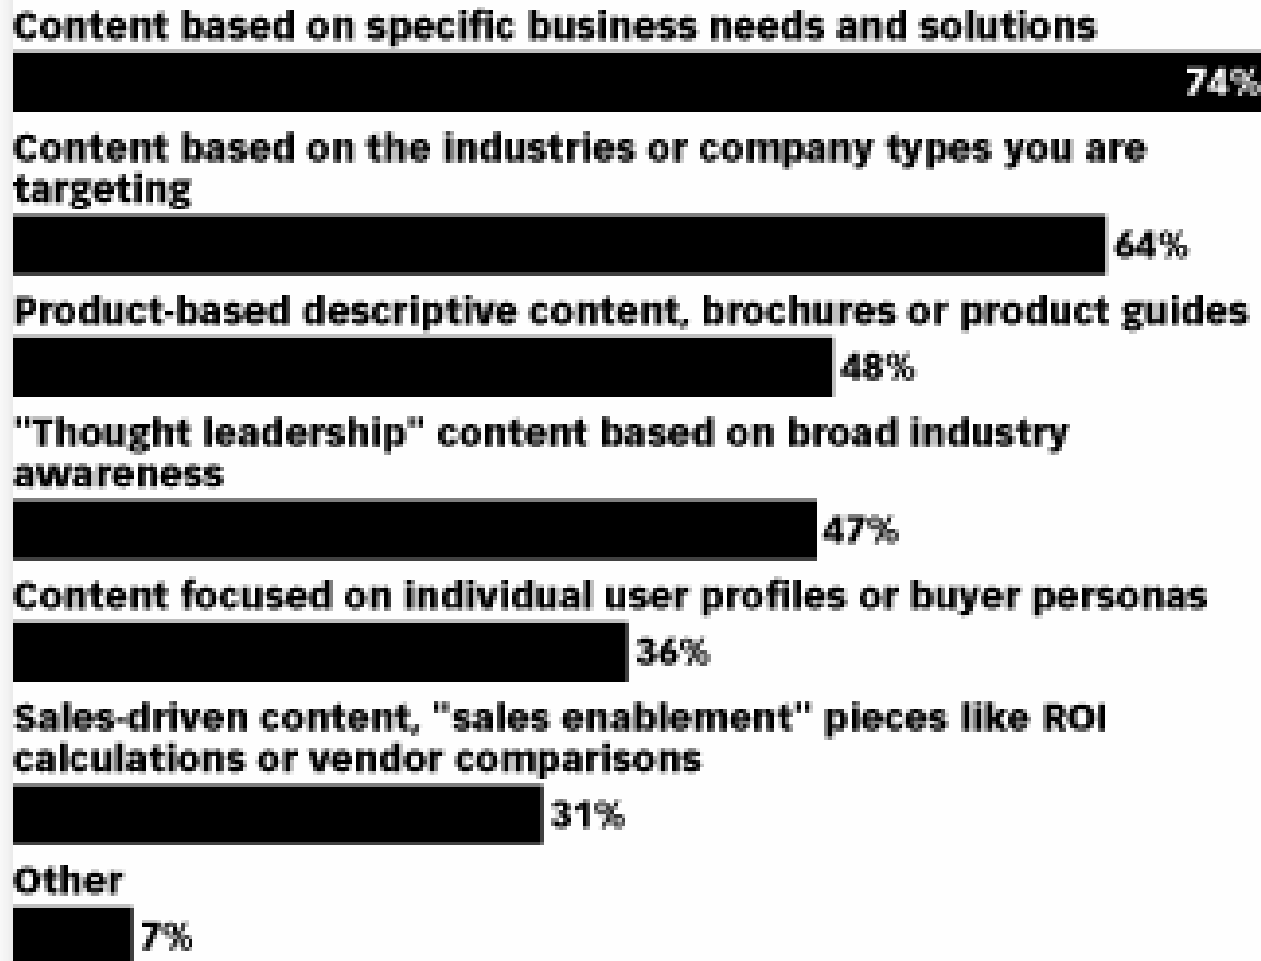 Content based on specific business needs and solutions
74%
Content based on the industries or company types you are
targeting
64%
Product-based descriptive content, brochures or product guides
48%
"Thought leadership" content based on broad industry
awareness
47%
Content focused on individual user profiles or buyer personas
36%
Sales-driven content, "sales enablement" pieces like ROI
calculations or vendor comparisons
31%
Other
7%